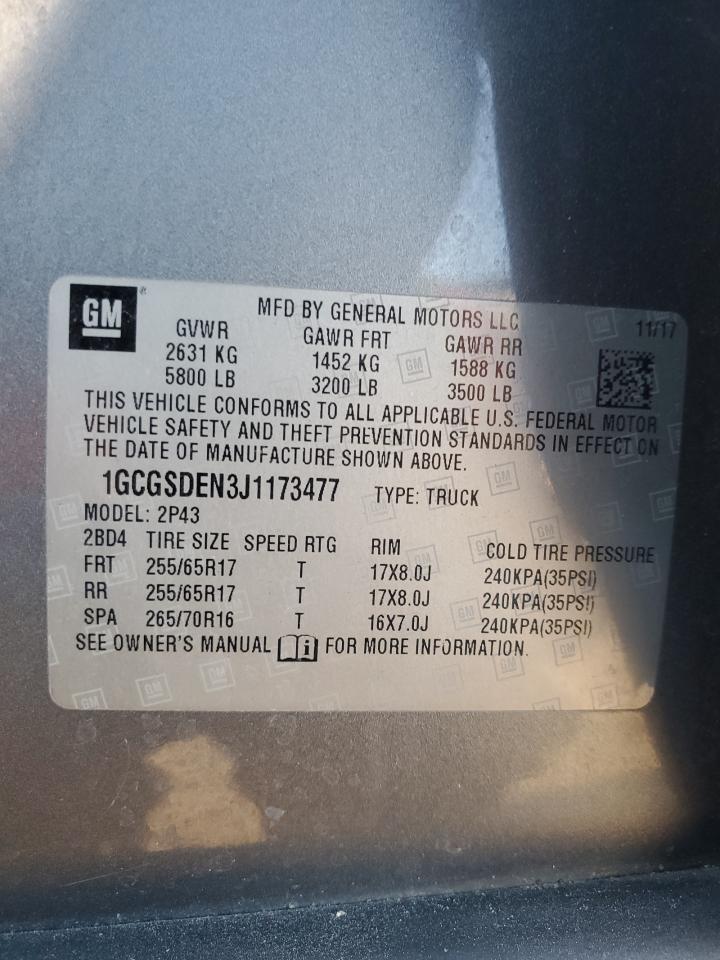 GM
MFD BY GENERAL MOTORS LLC
11/17
GVWR GAWR FRT GAWR RR
2631 KG 1452 KG 1588 KG
5800 LB 3200 LB 3500 LB
THIS VEHICLE CONFORMS TO ALL APPLICABLE U.S. FEDERAL MOTOR
VEHICLE SAFETY AND THEFT PREVENTION STANDARDS IN EFFECT ON
THE DATE OF MANUFACTURE SHOWN ABOVE.
1GCGSDEN3J1173477 TYPE: TRUCK
MODEL: 2P43
2BD4 TIRE SIZE SPEED RTG RIM COLD TIRE PRESSURE
FRT 255/65R17 T 17X8.0J 240KPA(35PSI)
RR 255/65R17 T 17X8.0J 240KPA(35PSI)
SPA 265/70R16 T 16X7.0J 240KPA(35PSI)
SEE OWNER'S MANUAL FOR MORE INFORMATION.